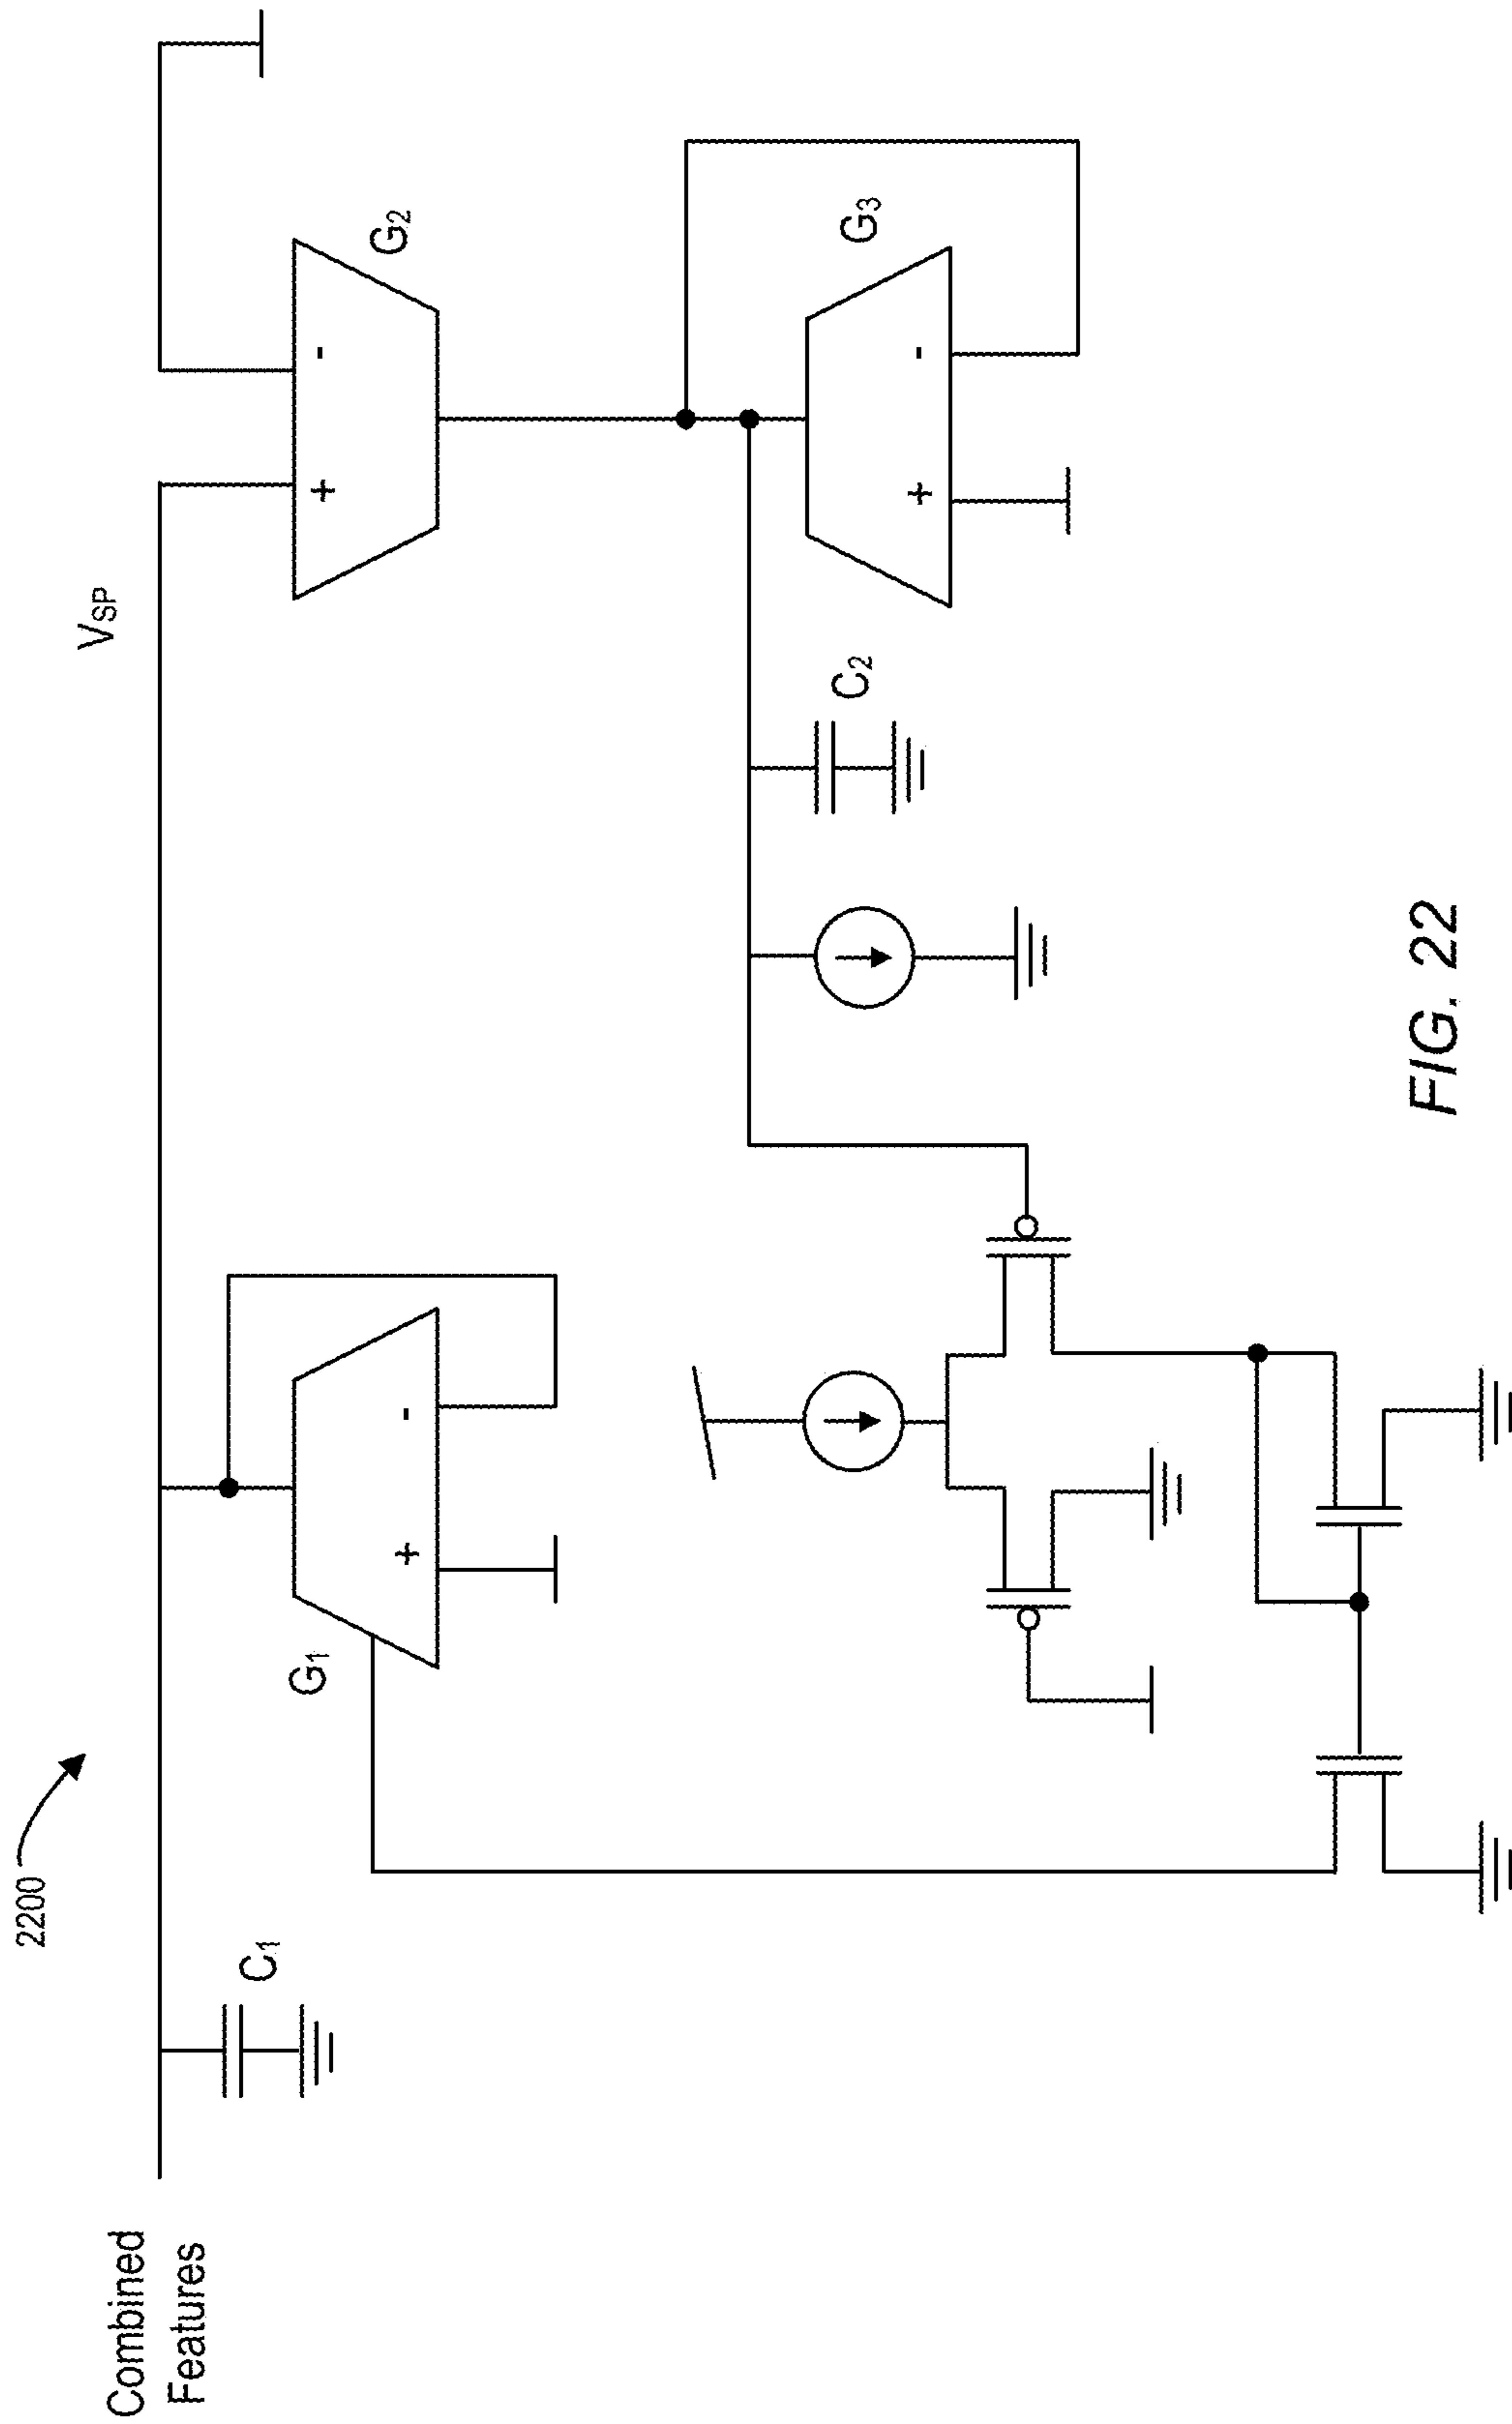 2200
Combined
Features
C1
G1
+
-
VSP
+
-
G2
C2
+
-
G3
FIG. 22